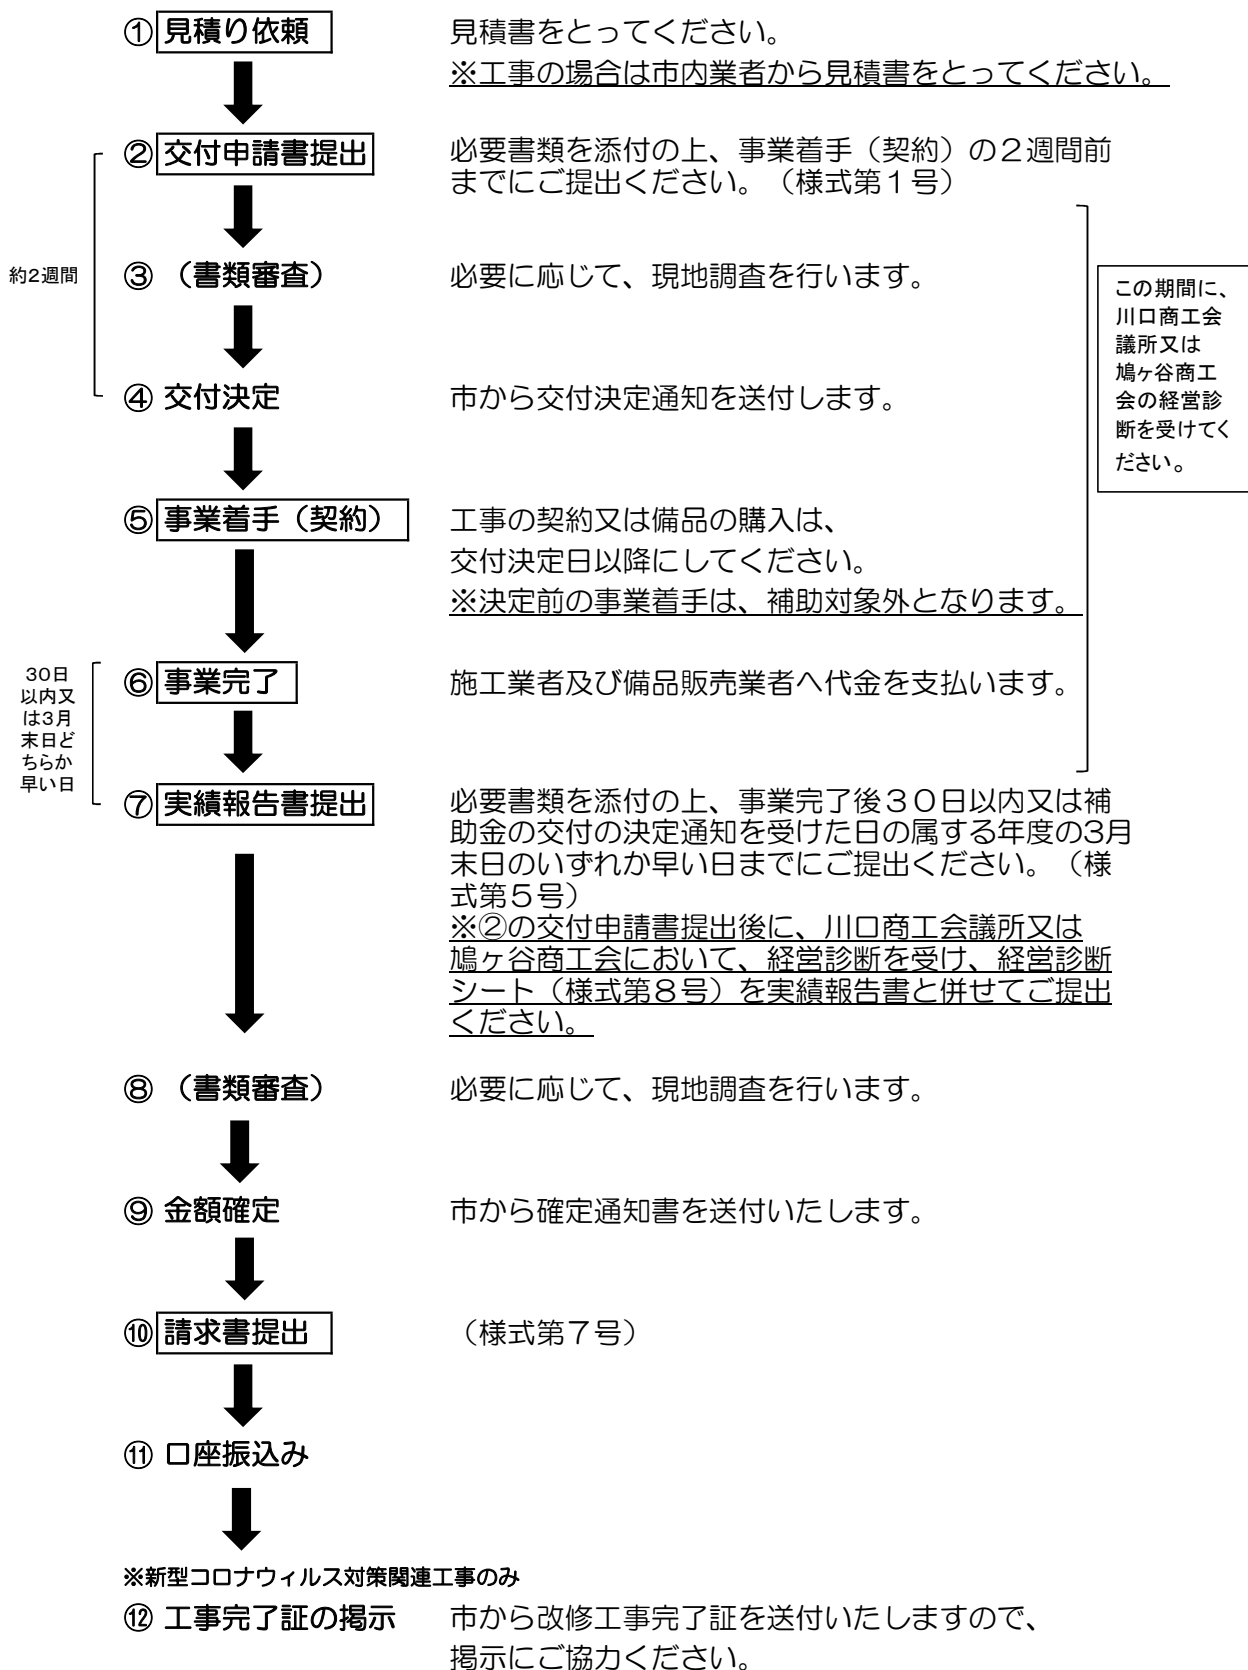 ①見積り依頼
見積書をとってください。
※工事の場合は市内業者から見積書をとってください。
②交付申請書提出
必要書類を添付の上、事業着手（契約）の２週間前
までにご提出ください。（様式第１号）
約2週間
③（書類審査）
必要に応じて、現地調査を行います。
この期間に、
川口商工会
議所又は
鳩ヶ谷商工
会の経営診
断を受けてく
ださい。
④ 交付決定
市から交付決定通知を送付します。
⑤事業着手（契約）
工事の契約又は備品の購入は、
交付決定日以降にしてください。
※決定前の事業着手は、補助対象外となります。
30日
以内又
は3月
末日ど
ちらか
早い日
⑥事業完了
施工業者及び備品販売業者へ代金を支払います。
⑦実績報告書提出
必要書類を添付の上、事業完了後３０日以内又は補
助金の交付の決定通知を受けた日の属する年度の3月
末日のいずれか早い日までにご提出ください。（様
式第５号）
※②の交付申請書提出後に、川口商工会議所又は
鳩ヶ谷商工会において、経営診断を受け、経営診断
シート（様式第８号）を実績報告書と併せてご提出
ください。
⑧（書類審査）
必要に応じて、現地調査を行います。
⑨ 金額確定
市から確定通知書を送付いたします。
⑩請求書提出
（様式第７号）
⑪ 口座振込み
※新型コロナウィルス対策関連工事のみ
⑫ 工事完了証の掲示
市から改修工事完了証を送付いたしますので、
掲示にご協力ください。